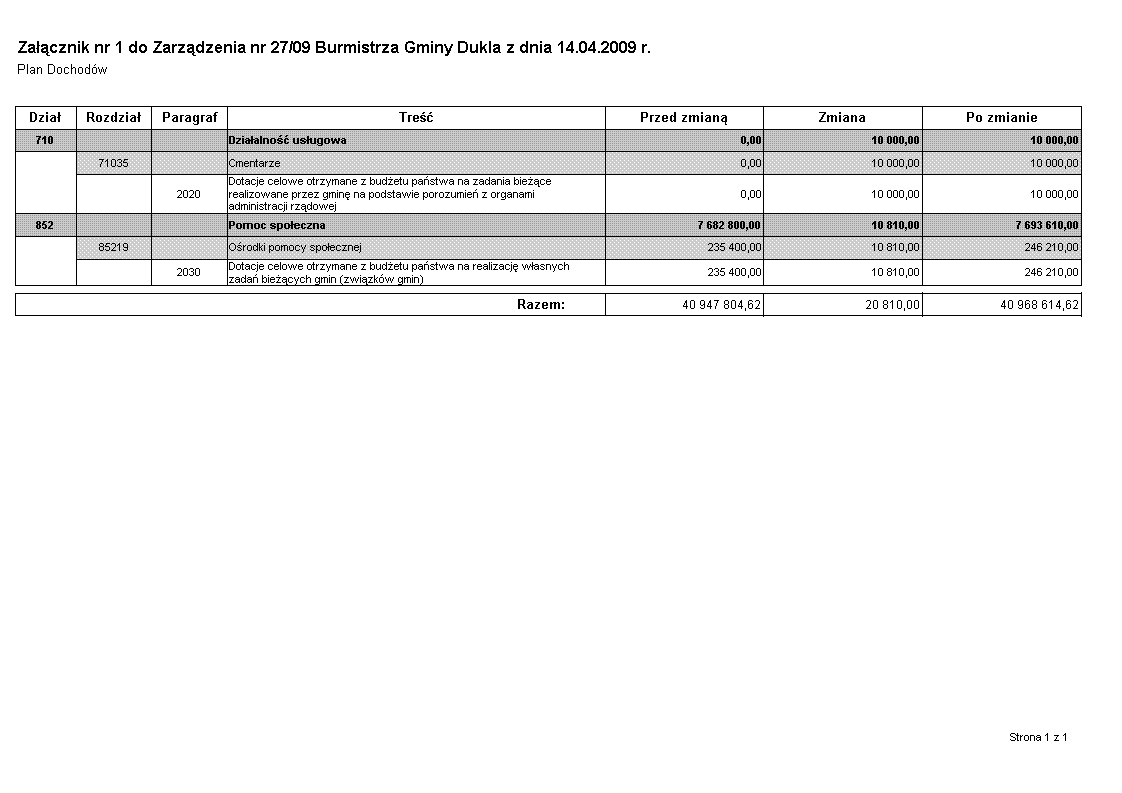 Załącznik nr 1 do Zarządzenia nr 27/09 Burmistrza Gminy Dukla z dnia 14.04.2009 r.
Plan Dochodów
Dział Rozdział Paragraf Treść Przed zmianą Zmiana Po zmianie
710 Działalność usługowa 0,00 10 000,00 10 000,00
71035 Cmentarze 0,00 10 000,00 10 000,00
2020 Dotacje celowe otrzymane z budżetu państwa na zadania bieżące
realizowane przez gminę na podstawie porozumień z organami
administracji rządowej 0,00 10 000,00 10 000,00
852 Pomoc społeczna 7 682 800,00 10 810,00 7 693 610,00
85219 Ośrodki pomocy społecznej 235 400,00 10 810,00 246 210,00
2030 Dotacje celowe otrzymane z budżetu państwa na realizację własnych
zadań bieżących gmin (związków gmin) 235 400,00 10 810,00 246 210,00
Razem: 40 947 804,62 20 810,00 40 968 614,62
Strona 1 z 1